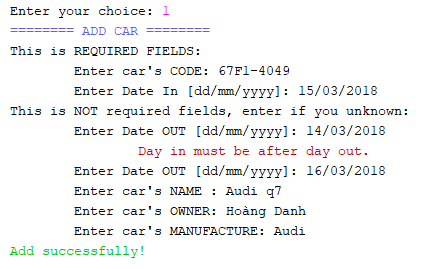 Enter your choice: 1
======== ADD CAR ========
This is REQUIRED FIELDS:
Enter car's CODE: 67F1-4049
Enter Date In [dd/mm/yyyy]: 15/03/2018
This is NOT required fields, enter if you unknown:
Enter Date OUT [dd/mm/yyyy]: 14/03/2018
Day in must be after day out.
Enter Date OUT [dd/mm/yyyy]: 16/03/2018
Enter car's NAME : Audi q7
Enter car's OWNER: Hoàng Danh
Enter car's MANUFACTURE: Audi
Add successfully!